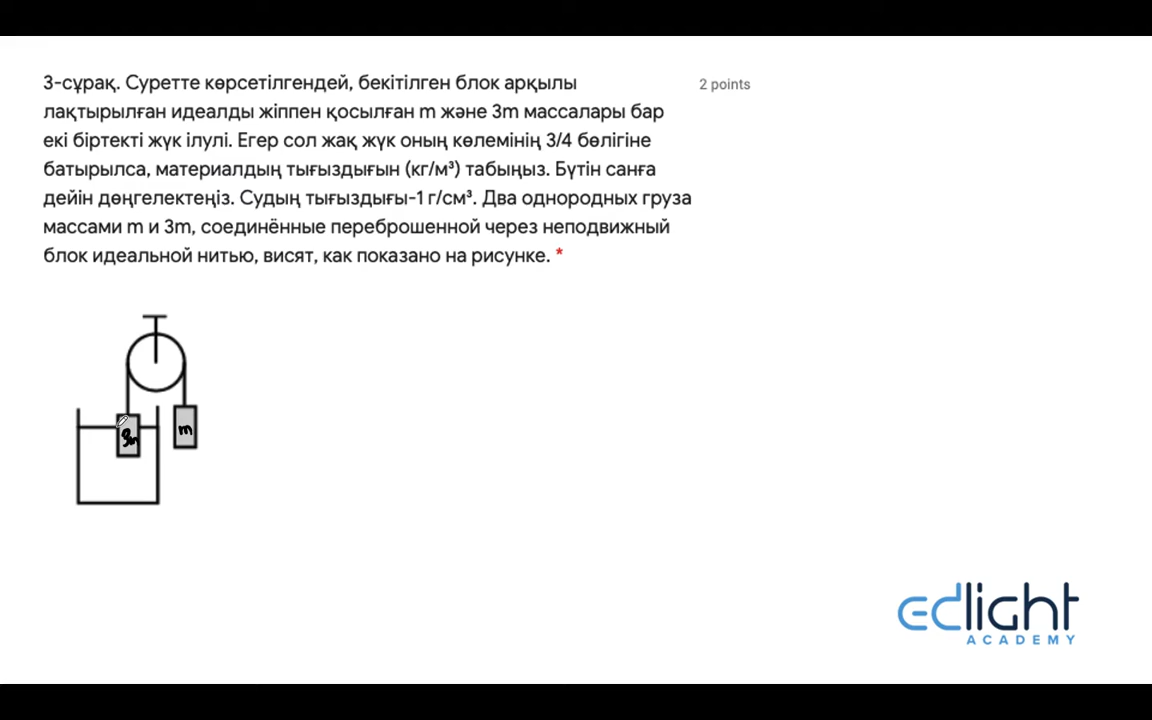 3-сұрақ. Суретте көрсетілгендей, бекітілген блок арқылы
2 points
лақтырылған идеалды жіппен қосылған m және 3m массалары бар
екі біртекті жүк ілулі. Егер сол жақ жүк оның көлемінің 3/4 бөлігіне
батырылса, материалдың тығыздығын (кг/м³) табыңыз. Бүтін санға
дейін дөңгелектеңіз. Судың тығыздығы-1 г/см³. Два однородных груза
массами m и 3m, соединённые переброшенной через неподвижный
блок идеальной нитью, висят, как показано на рисунке. *
3m
m
edlight
ACADEMY